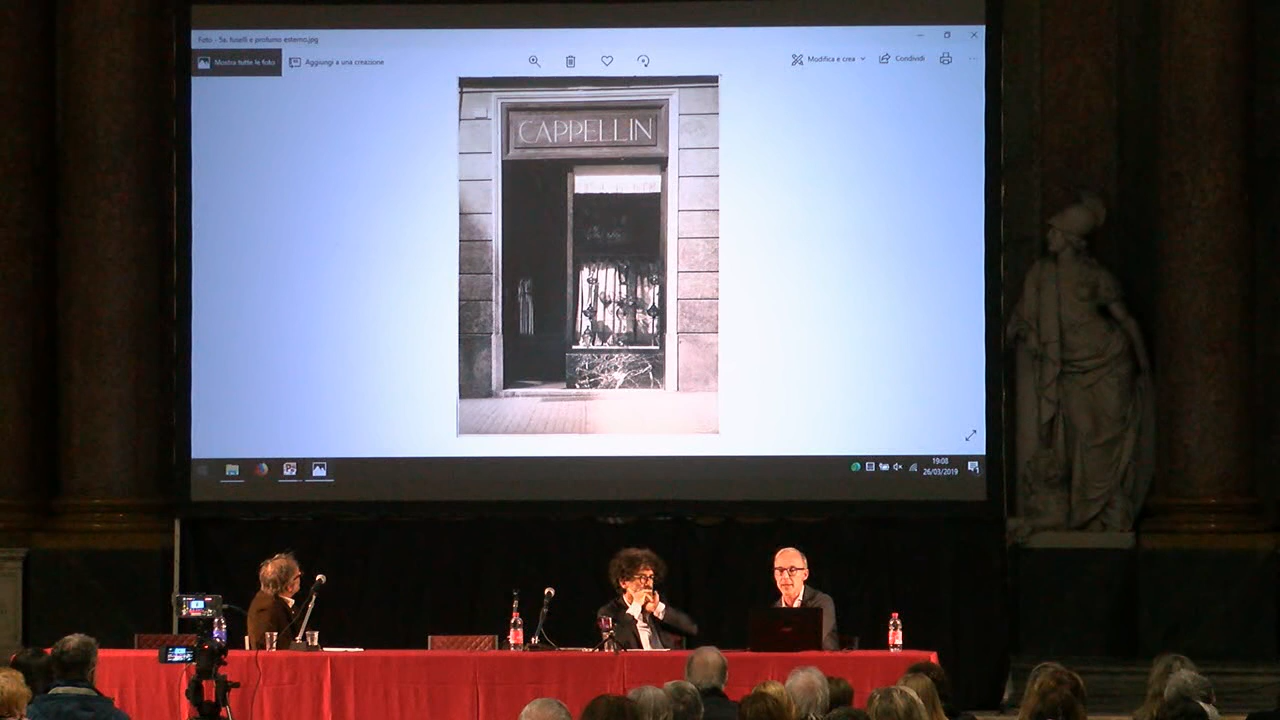 Foto - 5a. fuselli e profumo esterno.jpg
Mostra tutte le foto
Aggiungi a una creazione
Modifica e crea
Condividi
CAPPELLIN
19:08
26/03/2019